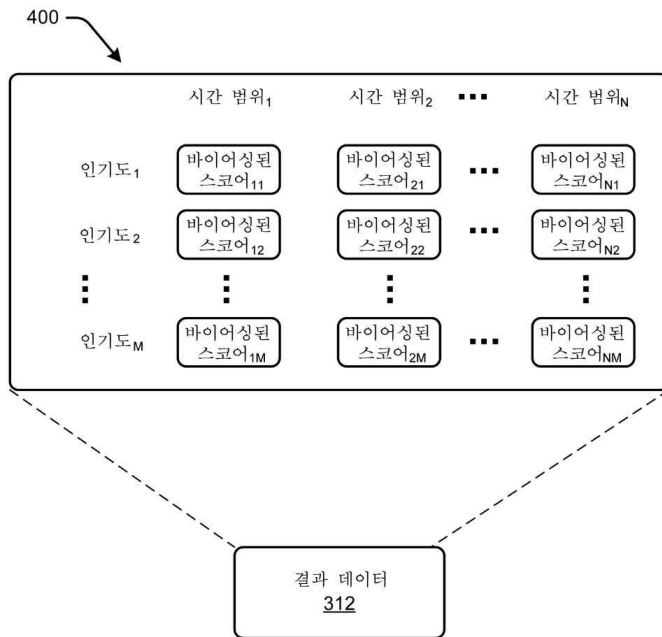 400
시간 범위₁ 시간 범위₂ ••• 시간 범위N
인기도₁ 바이어싱된 스코어₁₁ 바이어싱된 스코어₂₁ ••• 바이어싱된 스코어N1
인기도₂ 바이어싱된 스코어₁₂ 바이어싱된 스코어₂₂ ••• 바이어싱된 스코어N2
인기도M 바이어싱된 스코어1M 바이어싱된 스코어2M ••• 바이어싱된 스코어NM
결과 데이터
312